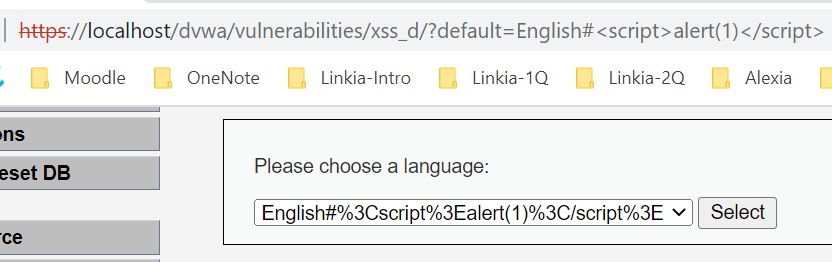 https://localhost/dvwa/vulnerabilities/xss_d/?default=English#<script>alert(1)</script>
Moodle OneNote Linkia-Intro Linkia-1Q Linkia-2Q Alexia
ons
eset DB
rce
Please choose a language:
English#%3Cscript%3Ealert(1)%3C/script%3E Select